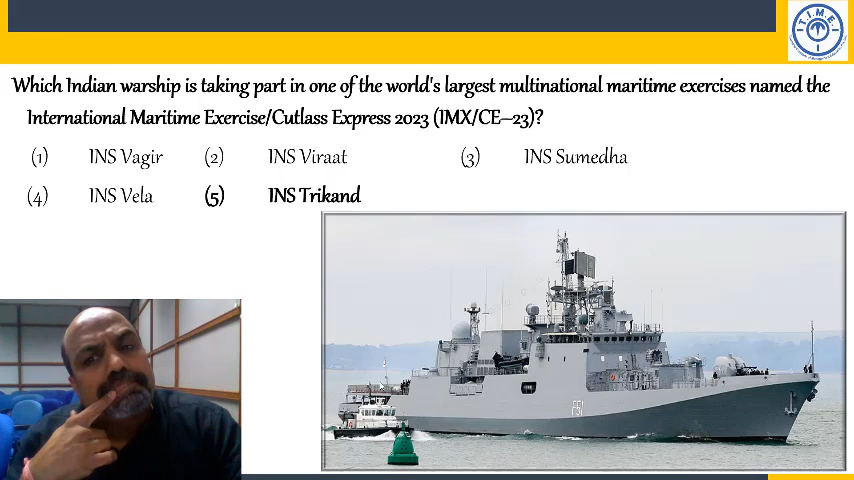 T.I.M.E.
Which Indian warship is taking part in one of the world's largest multinational maritime exercises named the
International Maritime Exercise/Cutlass Express 2023 (IMX/CE–23)?
(1) INS Vagir (2) INS Viraat (3) INS Sumedha
(4) INS Vela (5) INS Trikand
F51